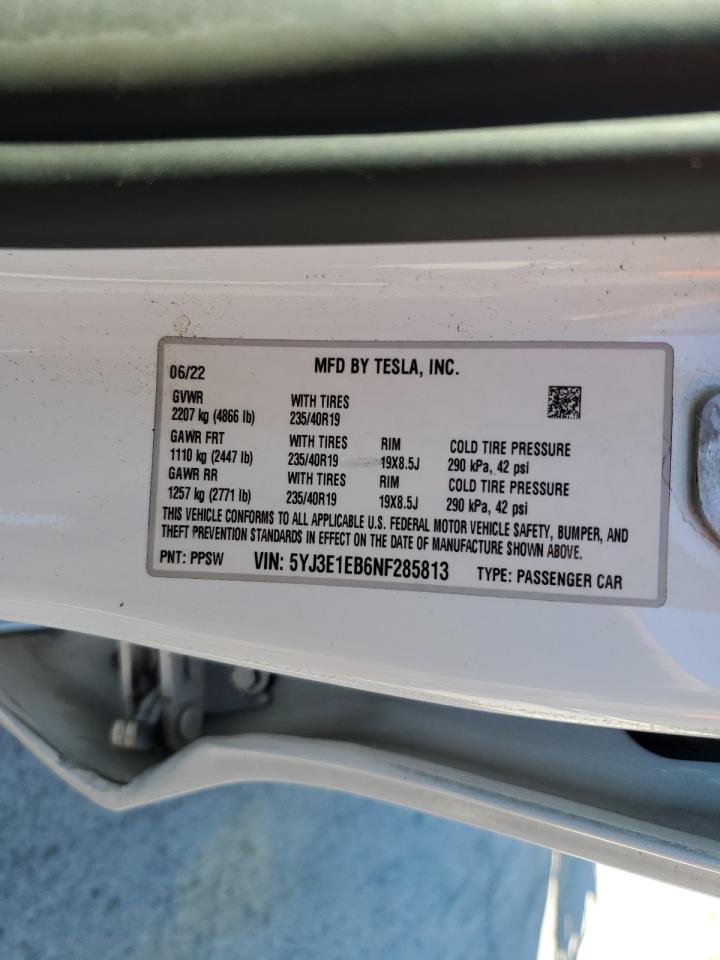 MFD BY TESLA, INC.
06/22
GVWR WITH TIRES
2207 kg (4866 lb) 235/40R19
GAWR FRT WITH TIRES RIM COLD TIRE PRESSURE
1110 kg (2447 lb) 235/40R19 19X8.5J 290 kPa, 42 psi
GAWR RR WITH TIRES RIM COLD TIRE PRESSURE
1257 kg (2771 lb) 235/40R19 19X8.5J 290 kPa, 42 psi
THIS VEHICLE CONFORMS TO ALL APPLICABLE U.S. FEDERAL MOTOR VEHICLE SAFETY, BUMPER, AND
THEFT PREVENTION STANDARDS IN EFFECT ON THE DATE OF MANUFACTURE SHOWN ABOVE.
PNT: PPSW VIN: 5YJ3E1EB6NF285813 TYPE: PASSENGER CAR